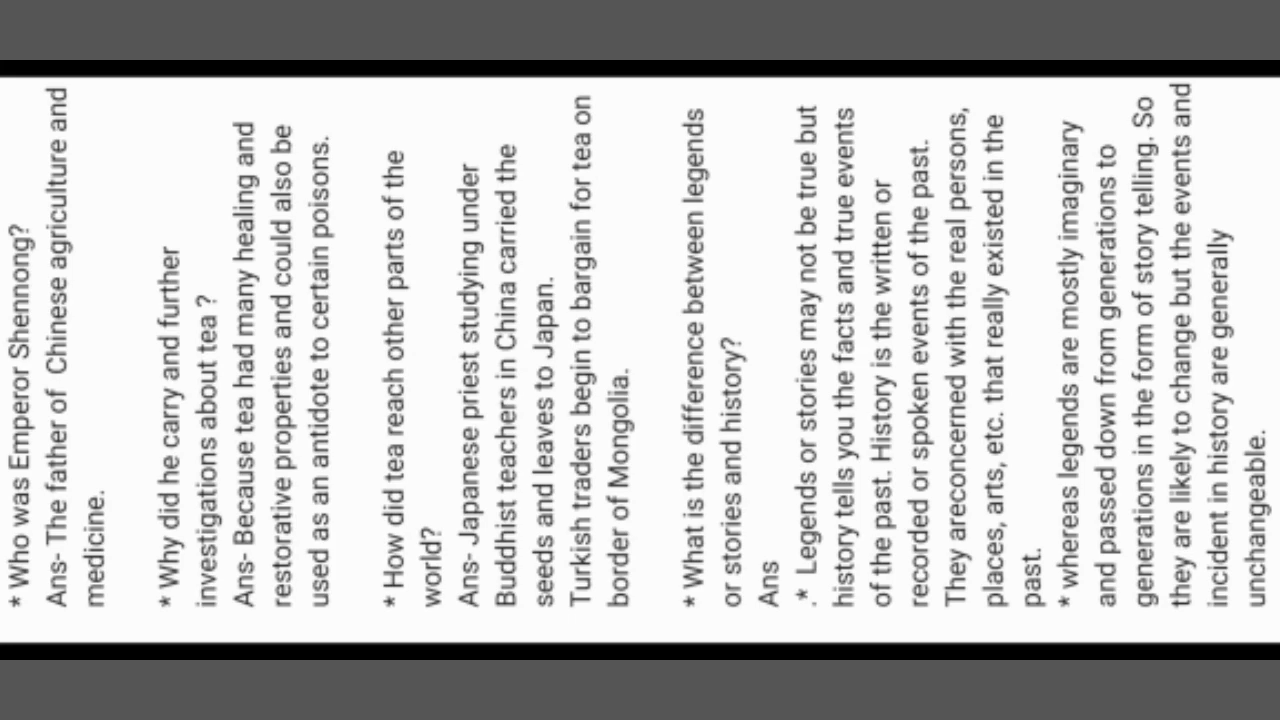 * Who was Emperor Shennong?
Ans- The father of  Chinese agriculture and
medicine.
* Why did he carry and further
investigations about tea ?
Ans- Because tea had many healing and
restorative properties and could also be
used as an antidote to certain poisons.
* How did tea reach other parts of the
world?
Ans- Japanese priest studying under
Buddhist teachers in China carried the
seeds and leaves to Japan.
Turkish traders begin to bargain for tea on
border of Mongolia.
* What is the difference between legends
or stories and history?
Ans
.*  Legends or stories may not be true but
history tells you the facts and true events
of the past. History is the written or
recorded or spoken events of the past.
They areconcerned with the real persons,
places, arts, etc. that really existed in the
past.
* whereas legends are mostly imaginary
and passed down from generations to
generations in the form of story telling. So
they are likely to change but the events and
incident in history are generally
unchangeable.